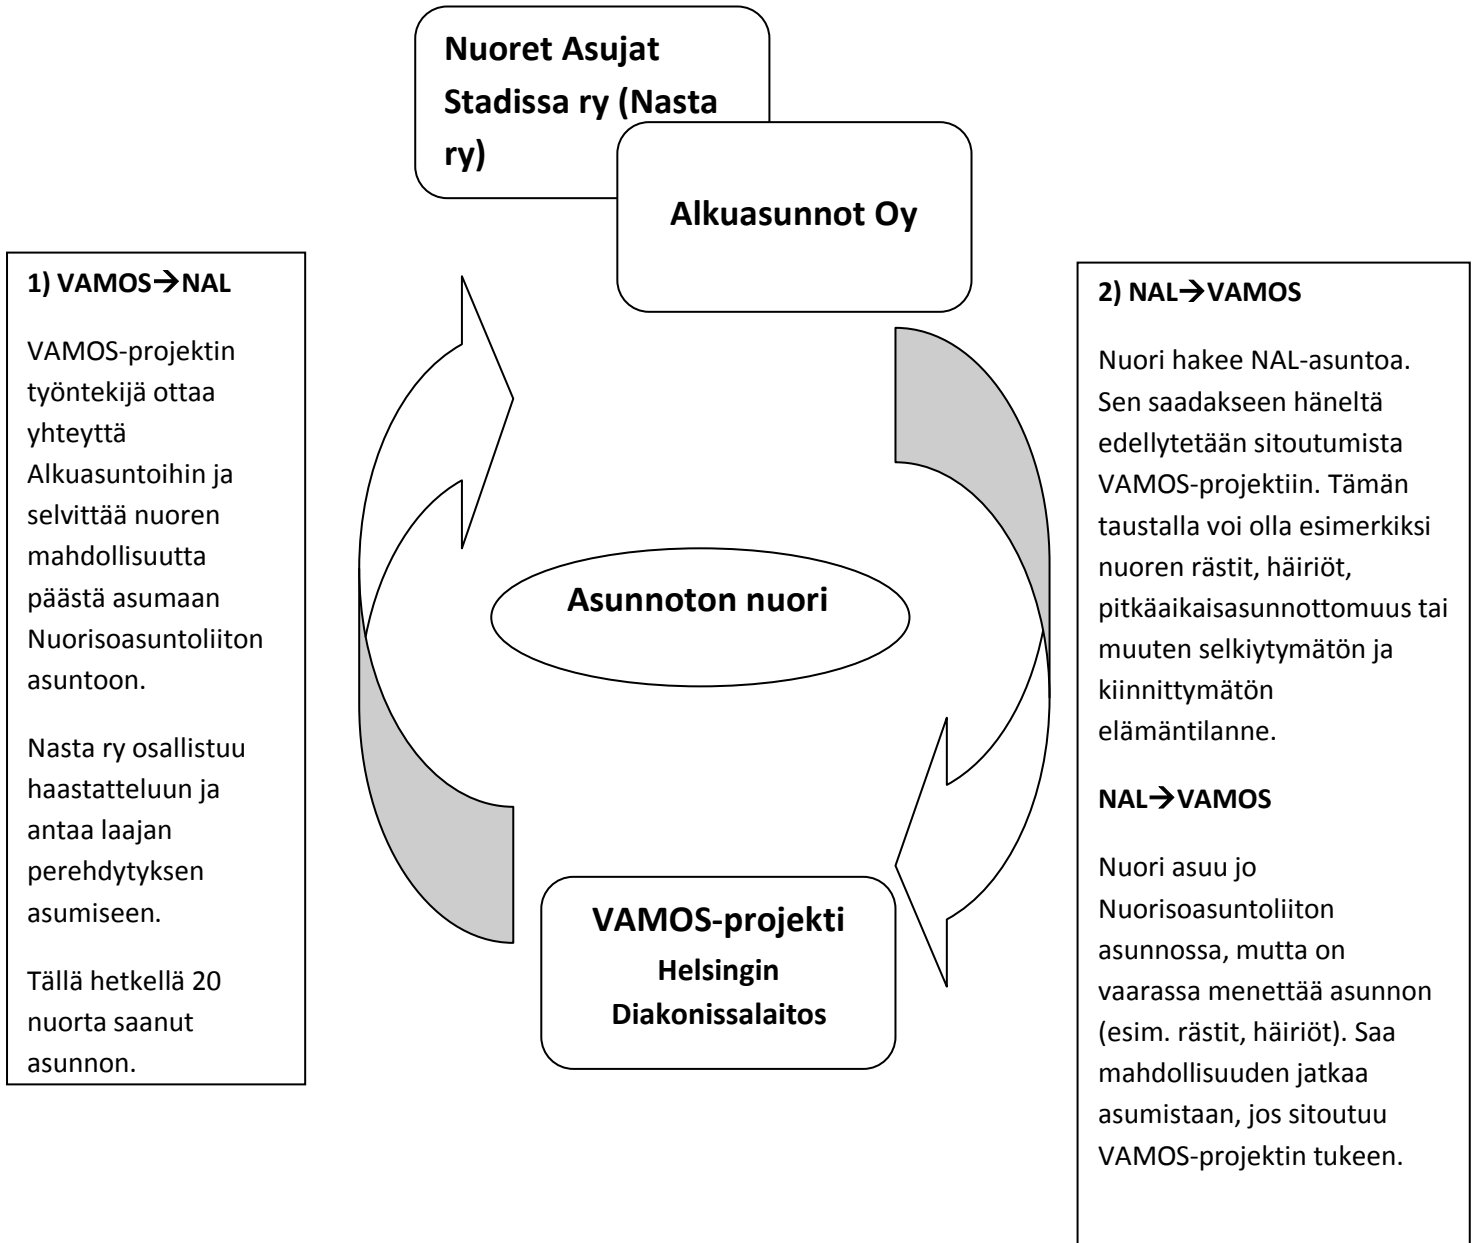 Nuoret Asujat
Stadissa ry (Nasta
ry)
Alkuasunnot Oy
1) VAMOS→NAL
VAMOS-projektin
työntekijä ottaa
yhteyttä
Alkuasuntoihin ja
selvittää nuoren
mahdollisuutta
päästä asumaan
Nuorisoasuntoliiton
asuntoon.
Nasta ry osallistuu
haastatteluun ja
antaa laajan
perehdytyksen
asumiseen.
Tällä hetkellä 20
nuorta saanut
asunnon.
Asunnoton nuori
VAMOS-projekti
Helsingin
Diakonissalaitos
2) NAL→VAMOS
Nuori hakee NAL-asuntoa.
Sen saadakseen häneltä
edellytetään sitoutumista
VAMOS-projektiin. Tämän
taustalla voi olla esimerkiksi
nuoren rästit, häiriöt,
pitkäaikaisasunnottomuus tai
muuten selkiytymätön ja
kiinnittymätön
elämäntilanne.
NAL→VAMOS
Nuori asuu jo
Nuorisoasuntoliiton
asunnossa, mutta on
vaarassa menettää asunnon
(esim. rästit, häiriöt). Saa
mahdollisuuden jatkaa
asumistaan, jos sitoutuu
VAMOS-projektin tukeen.